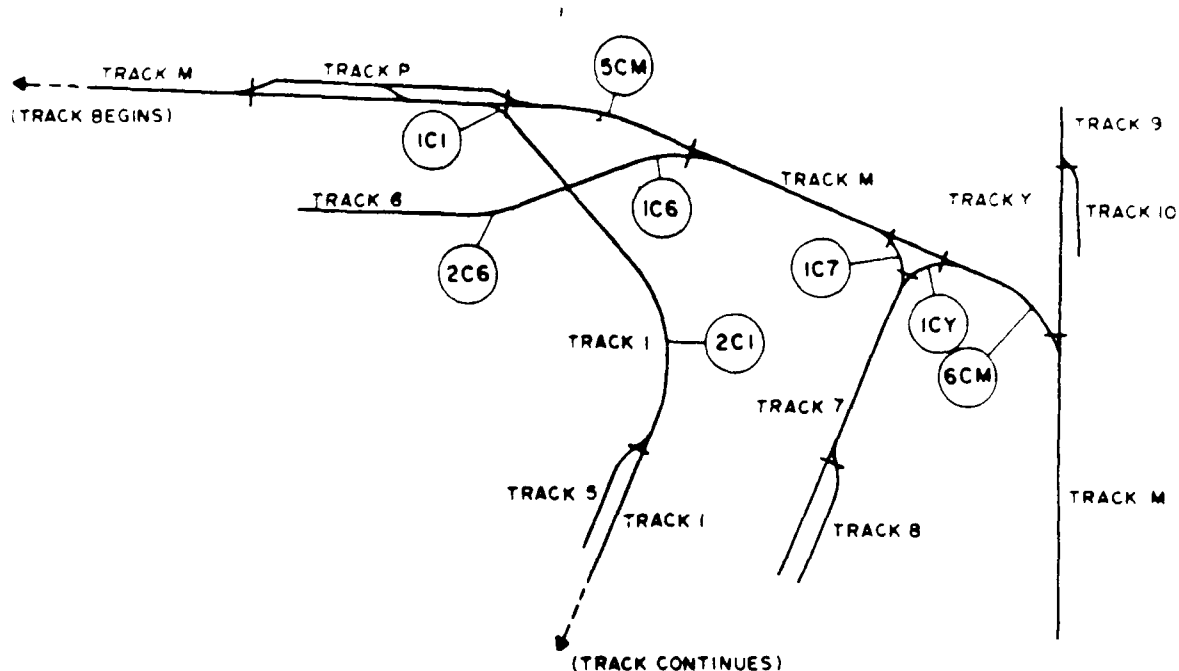 TRACK M
TRACK P
5CM
(TRACK BEGINS)
1C1
TRACK 9
TRACK M
TRACK 6
1C6
TRACK Y
TRACK 10
2C6
1C7
1CY
TRACK 1
2C1
6CM
TRACK 7
TRACK 5
TRACK 1
TRACK 8
TRACK M
(TRACK CONTINUES)